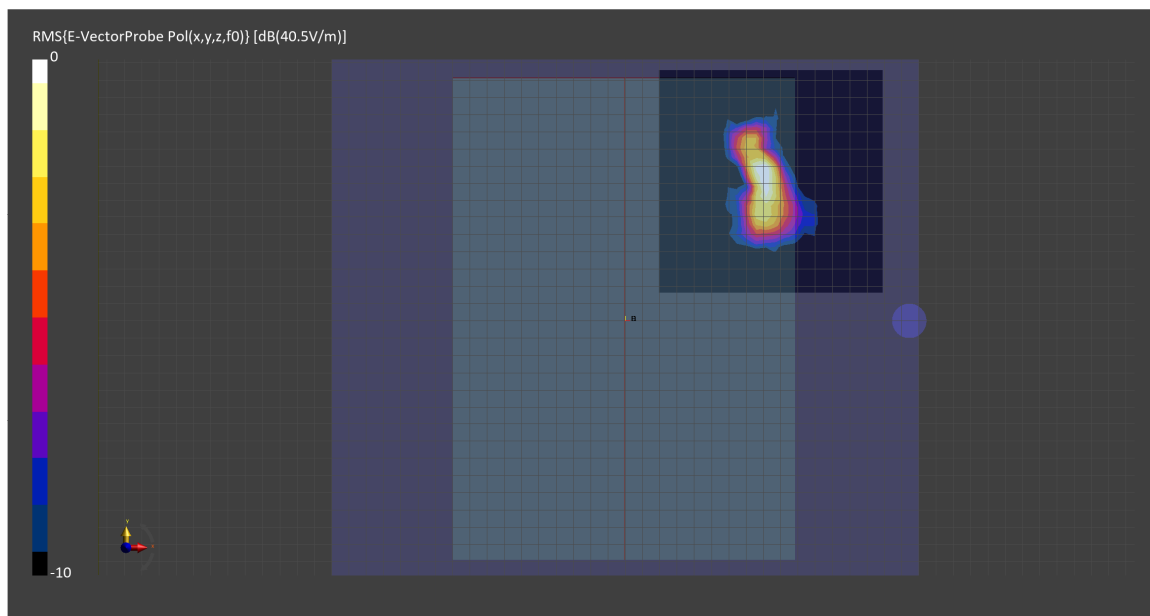 RMS{E-VectorProbe Pol(x,y,z,f0)} [dB(40.5V/m)]
0
B
Y
-10